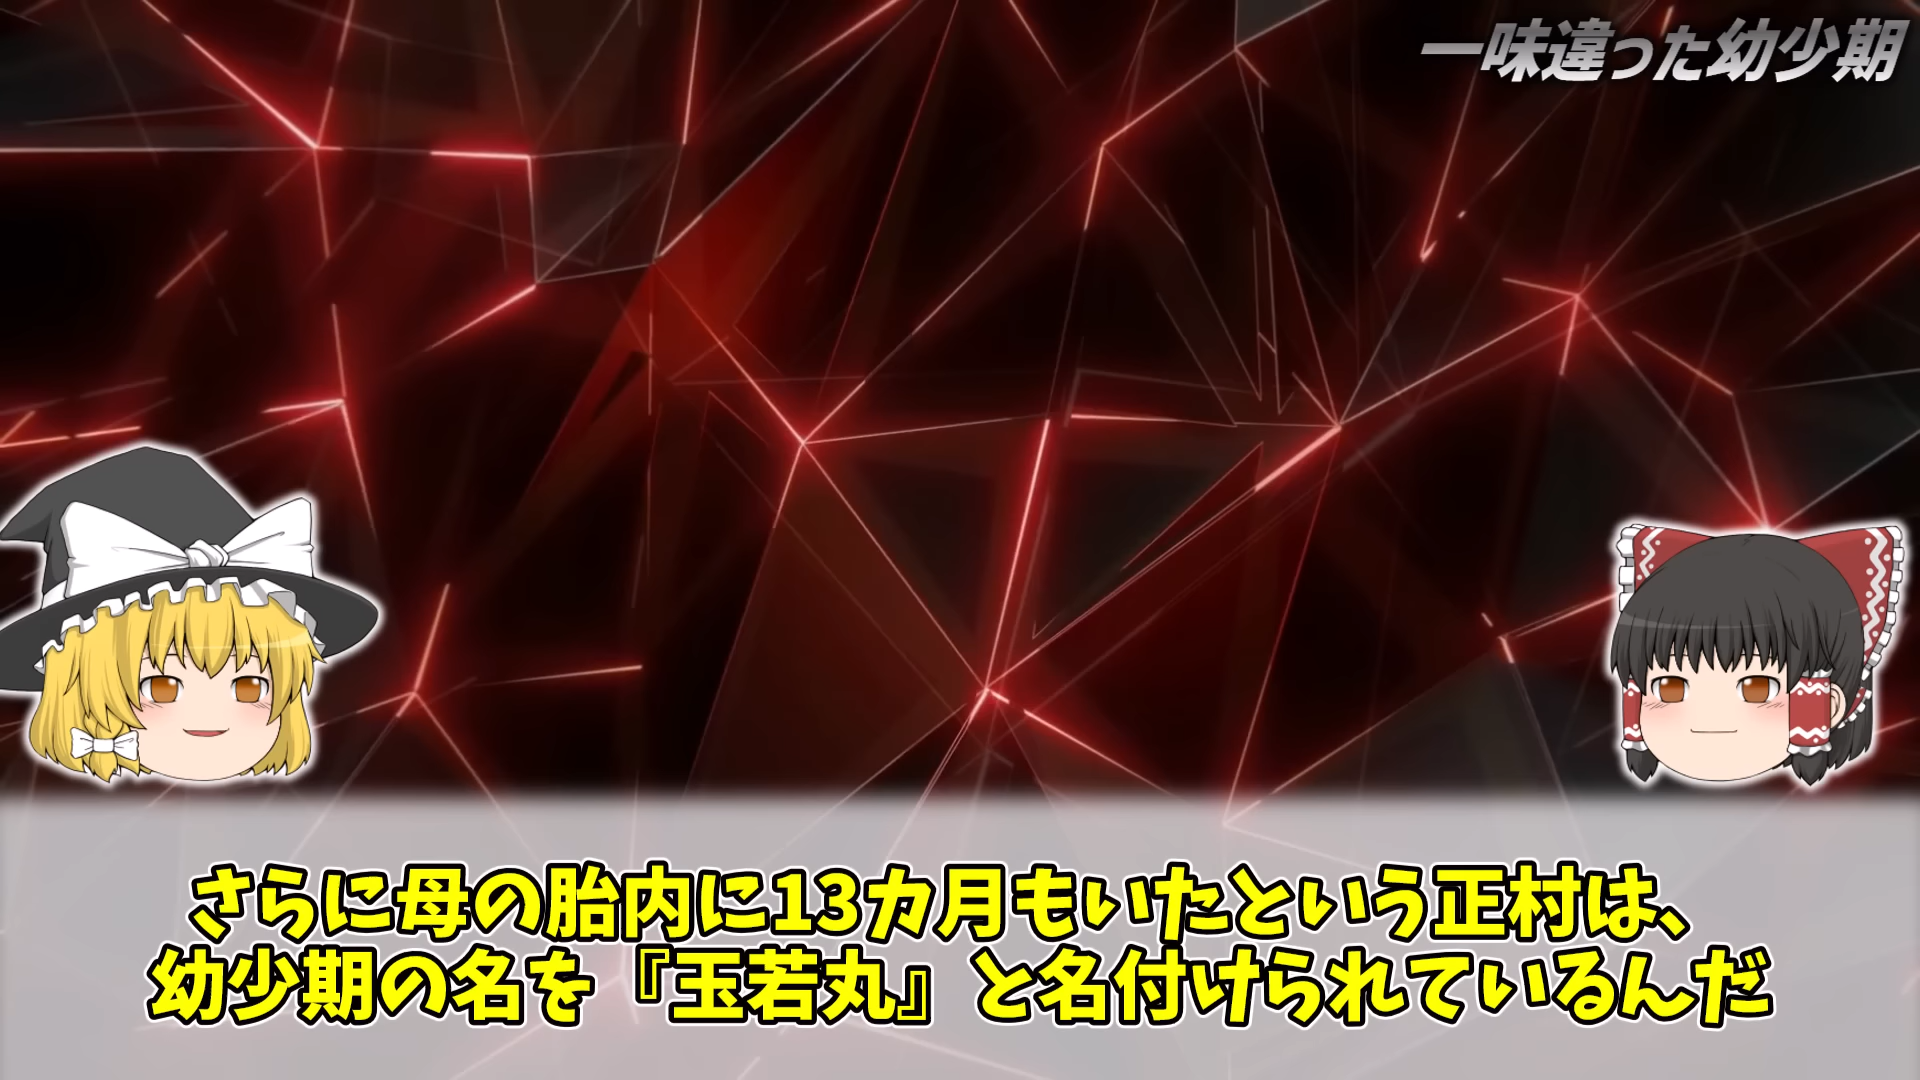 一味違った幼少期
さらに母の胎内に13カ月もいたという正村は、
幼少期の名を『玉若丸』と名付けられているんだ